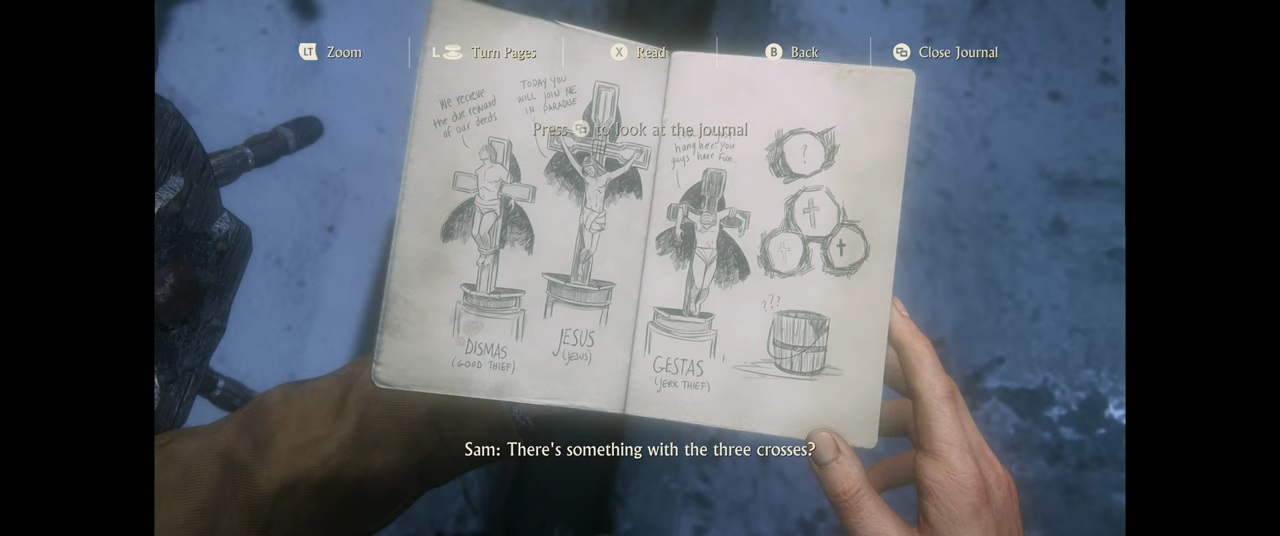 LT Zoom
L Turn Pages
X Read
B Back
Close Journal
We recieve
the due reward
of our deeds
TODAY YOU
WILL JOIN ME
IN PARADISE
Press to look at the journal
hang here. You
guys have fun.
?
DISMAS
(GOOD THIEF)
JESUS
(JESUS)
GESTAS
(JERK THIEF)
???
Sam: There's something with the three crosses?